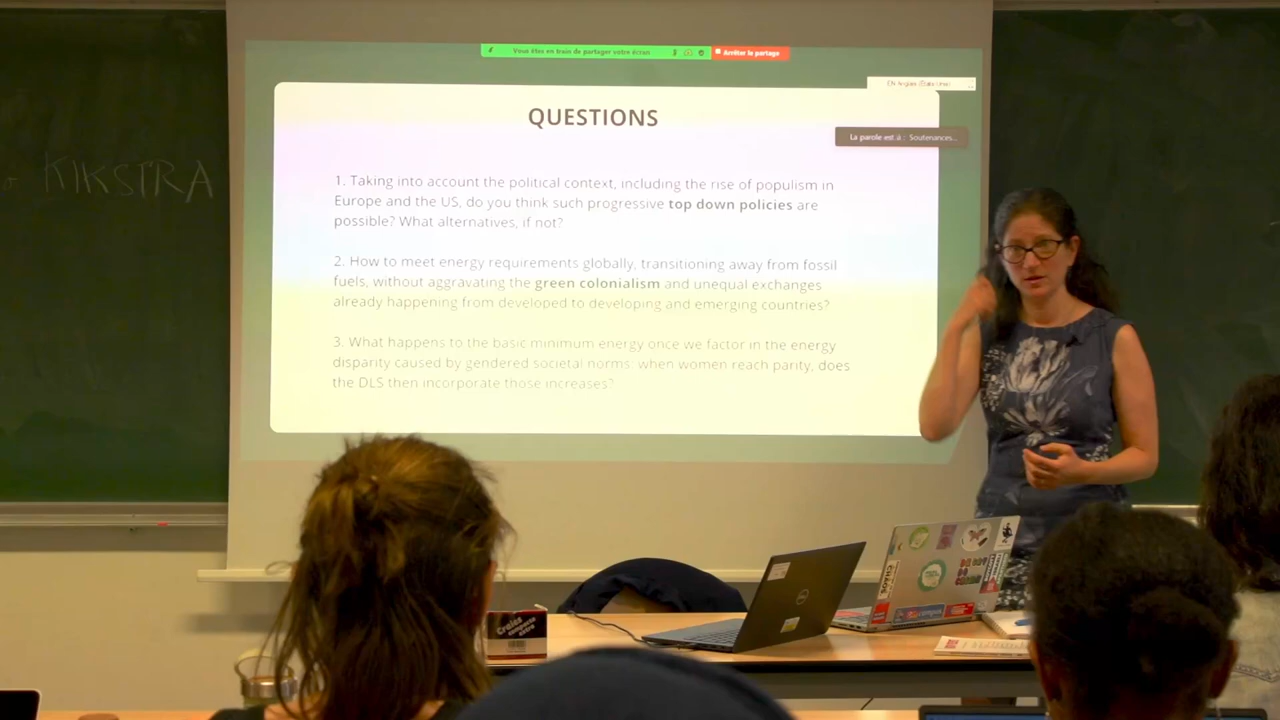 Vous êtes en train de partager votre écran
Arrêter le partage
QUESTIONS
La parole est à : Soutenances...
KIKSTRA
1. Taking into account the political context, including the rise of populism in
Europe and the US, do you think such progressive top down policies are
possible? What alternatives, if not?
2. How to meet energy requirements globally, transitioning away from fossil
fuels, without aggravating the green colonialism and unequal exchanges
already happening from developed to developing and emerging countries?
3. What happens to the basic minimum energy once we factor in the energy
disparity caused by gendered societal norms: when women reach parity, does
the DLS then incorporate those increases?
Craies
DELL